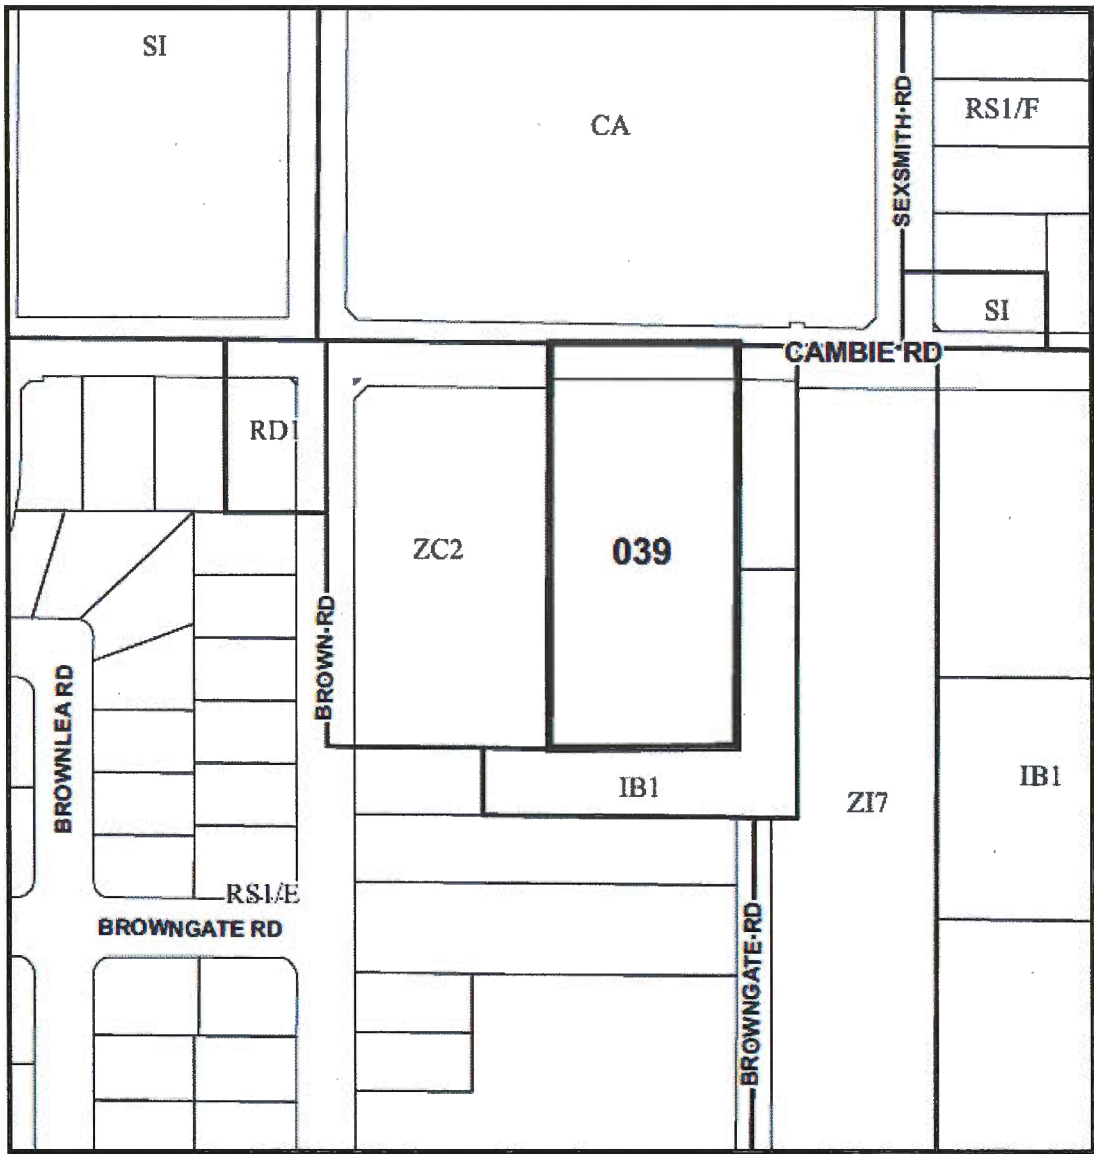 SI
CA
SEXSMITH RD
RS1/F
SI
CAMBIE RD
RD1
ZC2
039
BROWN RD
BROWNLEA RD
IB1
ZI7
IB1
RS1/E
BROWNGATE RD
BROWNGATE RD